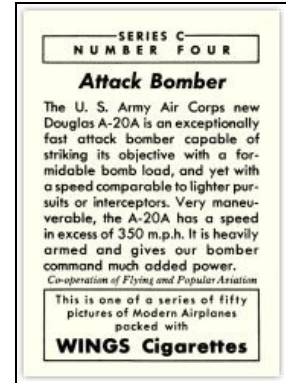 SERIES C
NUMBER FOUR
Attack Bomber
The U. S. Army Air Corps new
Douglas A-20A is an exceptionally
fast attack bomber capable of
striking its objective with a for-
midable bomb load, and yet with
a speed comparable to lighter pur-
suits or interceptors. Very maneu-
verable, the A-20A has a speed
in excess of 350 m.p.h. It is heavily
armed and gives our bomber
command much added power.
Co-operation of Flying and Popular Aviation
This is one of a series of fifty
pictures of Modern Airplanes
packed with
WINGS Cigarettes